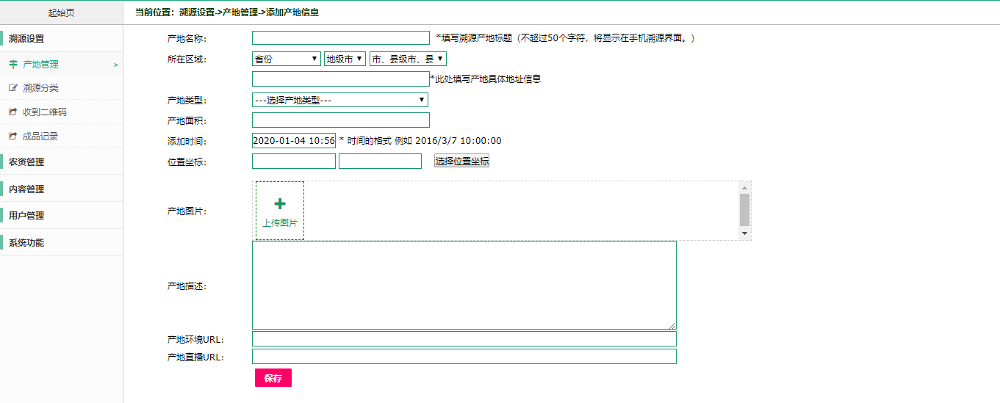 起始页
当前位置：溯源设置->产地管理->添加产地信息
溯源设置
产地管理 >
溯源分类
收到二维码
成品记录
农资管理
内容管理
用户管理
系统功能
产地名称： *填写溯源产地标题（不超过50个字符，将显示在手机溯源界面。）
所在区域： 省份 地级市 市、县级市、县
*此处填写产地具体地址信息
产地类型： ---选择产地类型---
产地面积：
添加时间： 2020-01-04 10:56 * 时间的格式 例如 2016/3/7 10:00:00
位置坐标： 选择位置坐标
产地图片： 上传图片
产地描述：
产地环境URL：
产地直播URL：
保存